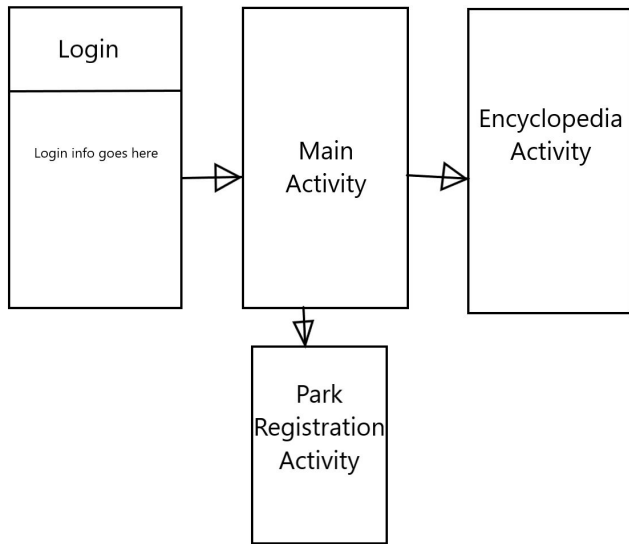 Login
Login info goes here
Main
Activity
Encyclopedia
Activity
Park
Registration
Activity